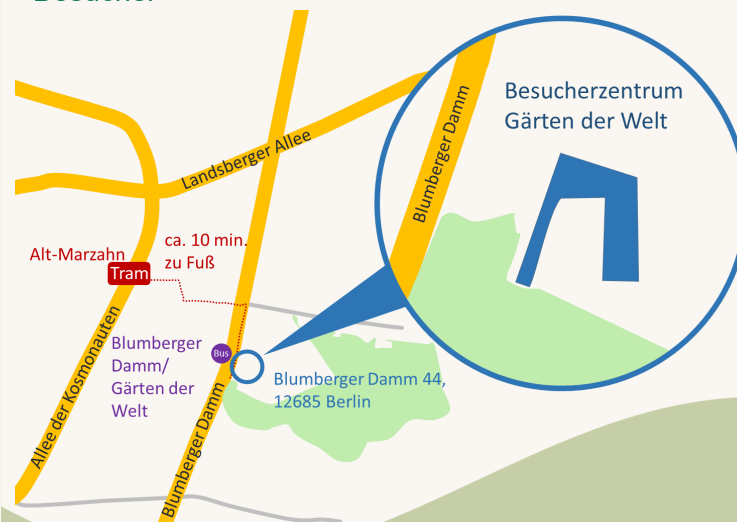 Besucher
Besucherzentrum
Gärten der Welt
Blumberger Damm
Landsberger Allee
ca. 10 min.
zu Fuß
Alt-Marzahn
Tram
Allee der Kosmonauten
Blumberger
Damm/
Gärten der
Welt
Bus
Blumberger Damm 44,
12685 Berlin
Blumberger Damm